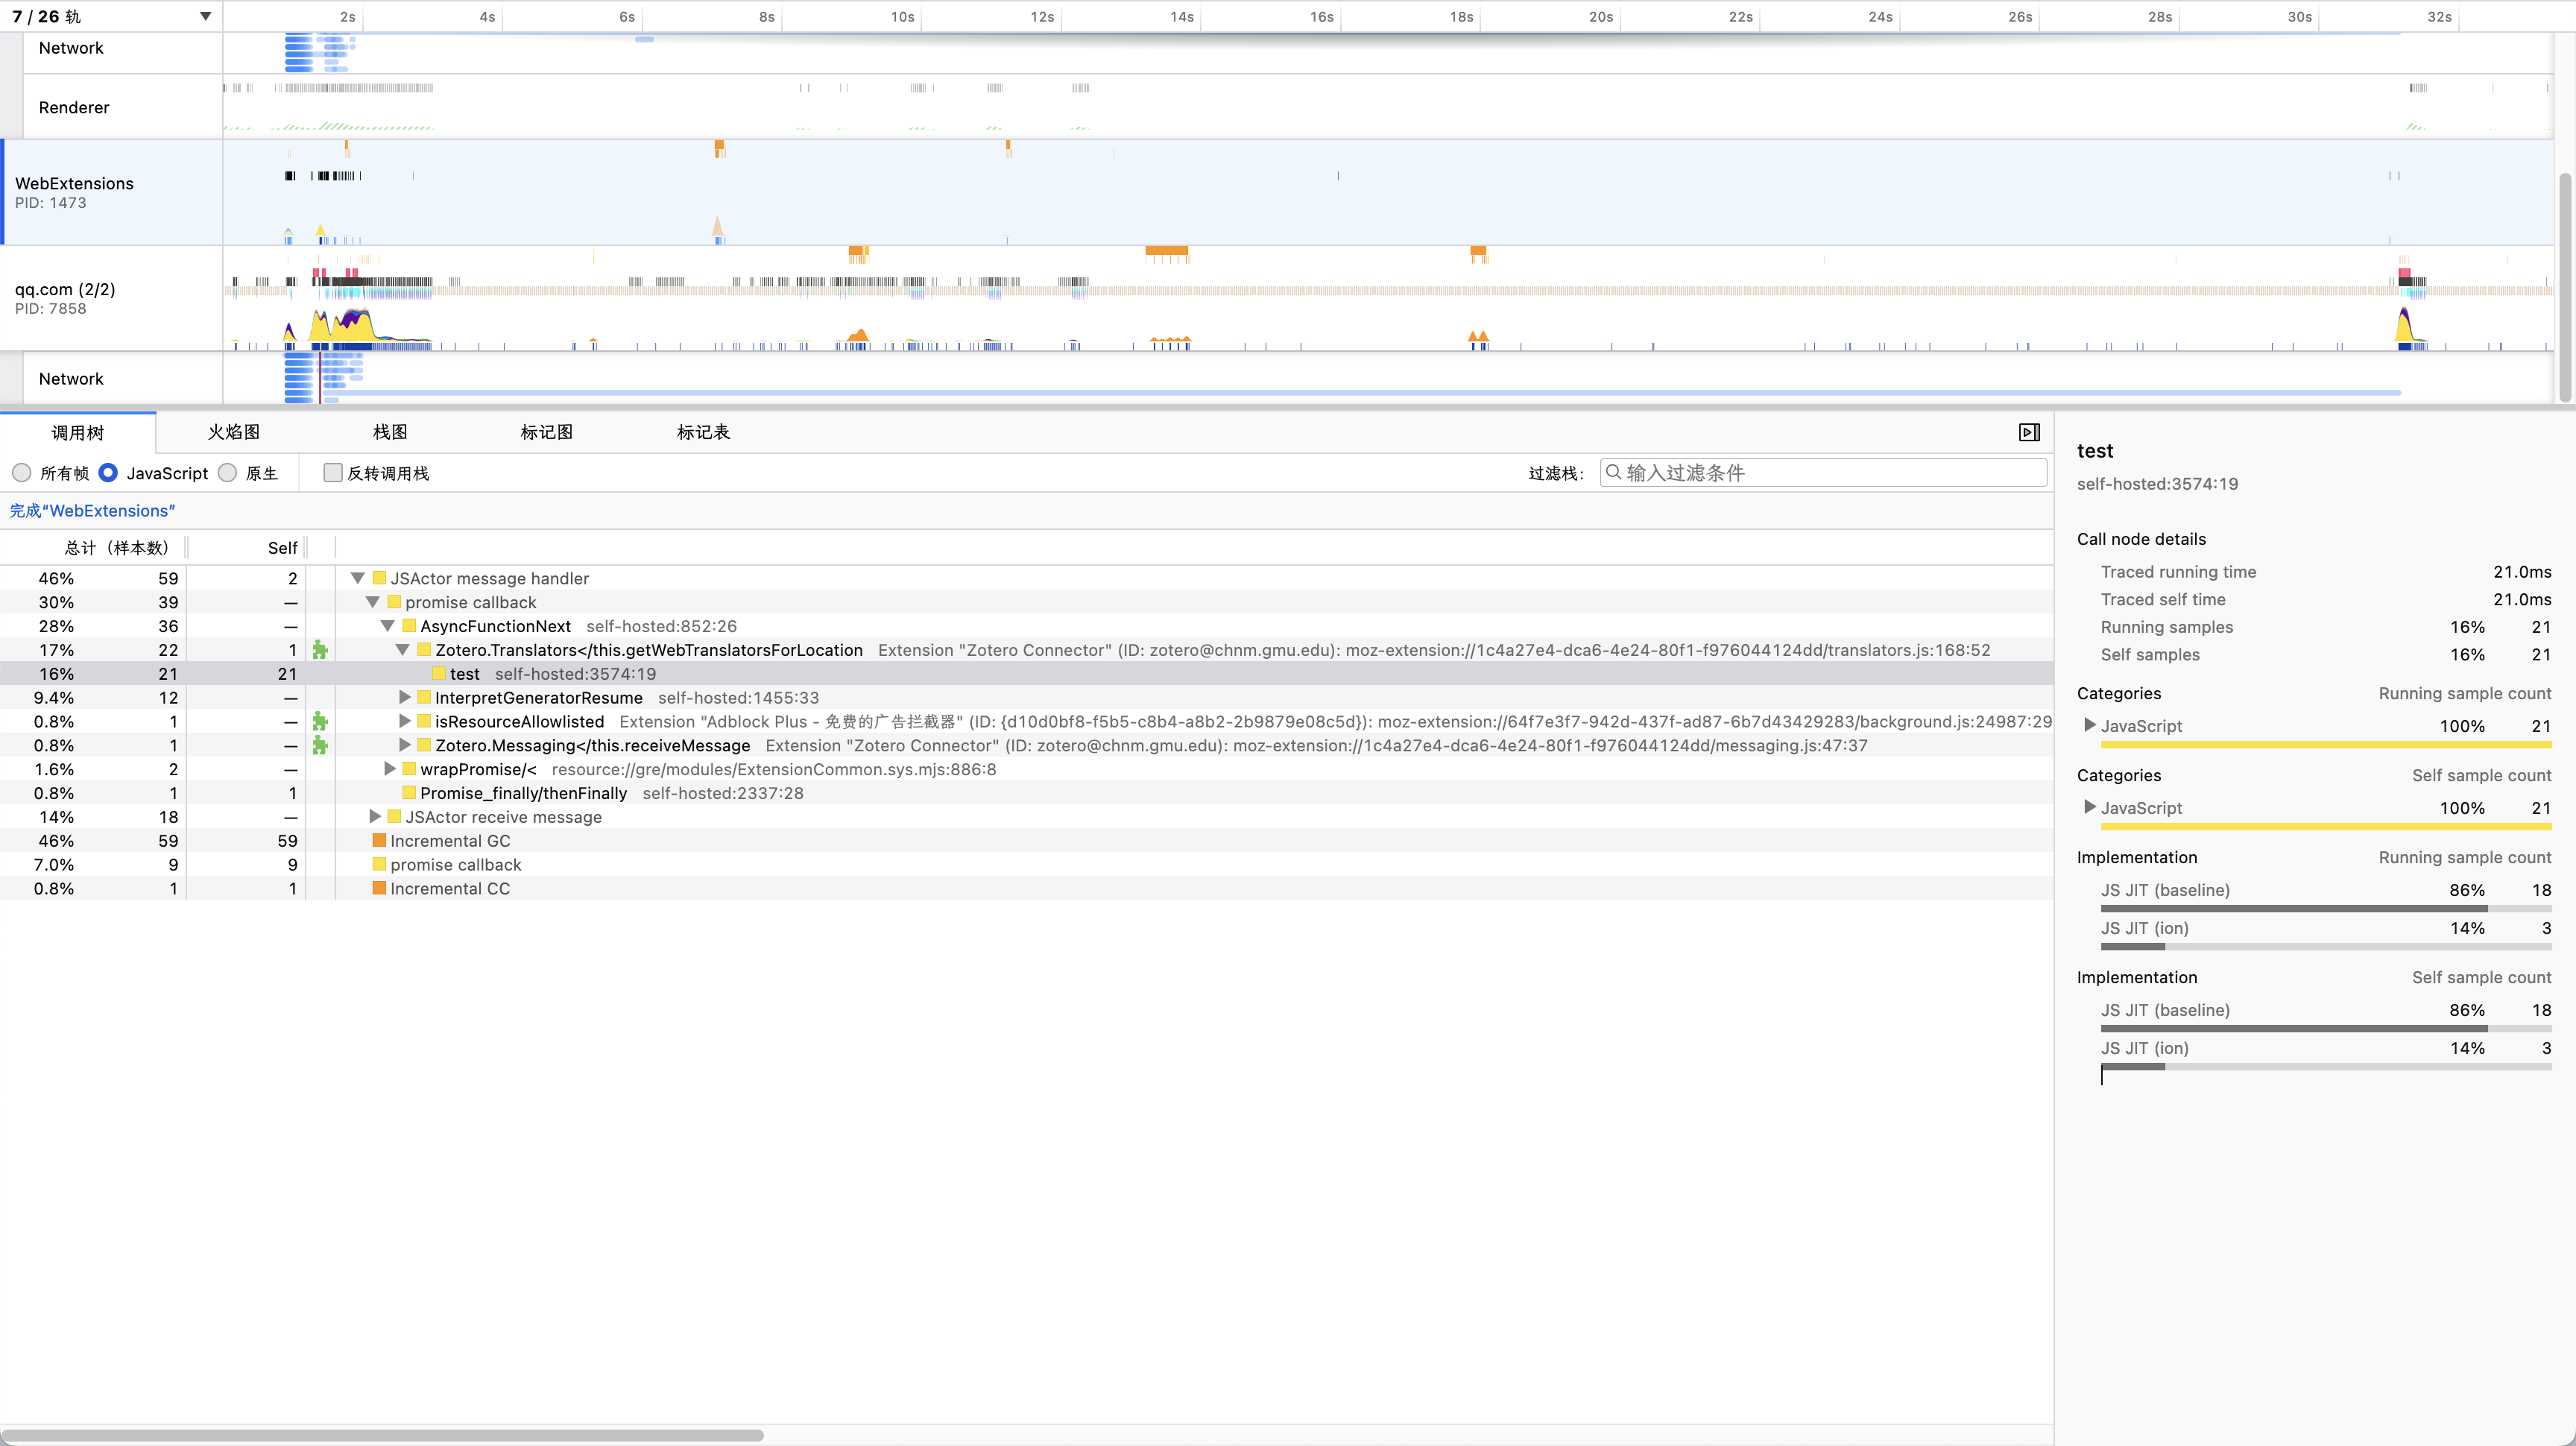 7 / 26 轨
2s 4s 6s 8s 10s 12s 14s 16s 18s 20s 22s 24s 26s 28s 30s 32s
Network
Renderer
WebExtensions
PID: 1473
qq.com (2/2)
PID: 7858
Network
调用树 火焰图 栈图 标记图 标记表
所有帧 JavaScript 原生 反转调用栈 过滤栈： 输入过滤条件
完成“WebExtensions”
总计（样本数） Self
46% 59 2 JSActor message handler
30% 39 — promise callback
28% 36 — AsyncFunctionNext self-hosted:852:26
17% 22 1 Zotero.Translators</this.getWebTranslatorsForLocation Extension "Zotero Connector" (ID: zotero@chnm.gmu.edu): moz-extension://1c4a27e4-dca6-4e24-80f1-f976044124dd/translators.js:168:52
16% 21 21 test self-hosted:3574:19
9.4% 12 — InterpretGeneratorResume self-hosted:1455:33
0.8% 1 — isResourceAllowlisted Extension "Adblock Plus - 免费的广告拦截器" (ID: {d10d0bf8-f5b5-c8b4-a8b2-2b9879e08c5d}): moz-extension://64f7e3f7-942d-437f-ad87-6b7d43429283/background.js:24987:29
0.8% 1 — Zotero.Messaging</this.receiveMessage Extension "Zotero Connector" (ID: zotero@chnm.gmu.edu): moz-extension://1c4a27e4-dca6-4e24-80f1-f976044124dd/messaging.js:47:37
1.6% 2 — wrapPromise/< resource://gre/modules/ExtensionCommon.sys.mjs:886:8
0.8% 1 1 Promise_finally/thenFinally self-hosted:2337:28
14% 18 — JSActor receive message
46% 59 59 Incremental GC
7.0% 9 9 promise callback
0.8% 1 1 Incremental CC
test
self-hosted:3574:19
Call node details
Traced running time 21.0ms
Traced self time 21.0ms
Running samples 16% 21
Self samples 16% 21
Categories Running sample count
JavaScript 100% 21
Categories Self sample count
JavaScript 100% 21
Implementation Running sample count
JS JIT (baseline) 86% 18
JS JIT (ion) 14% 3
Implementation Self sample count
JS JIT (baseline) 86% 18
JS JIT (ion) 14% 3